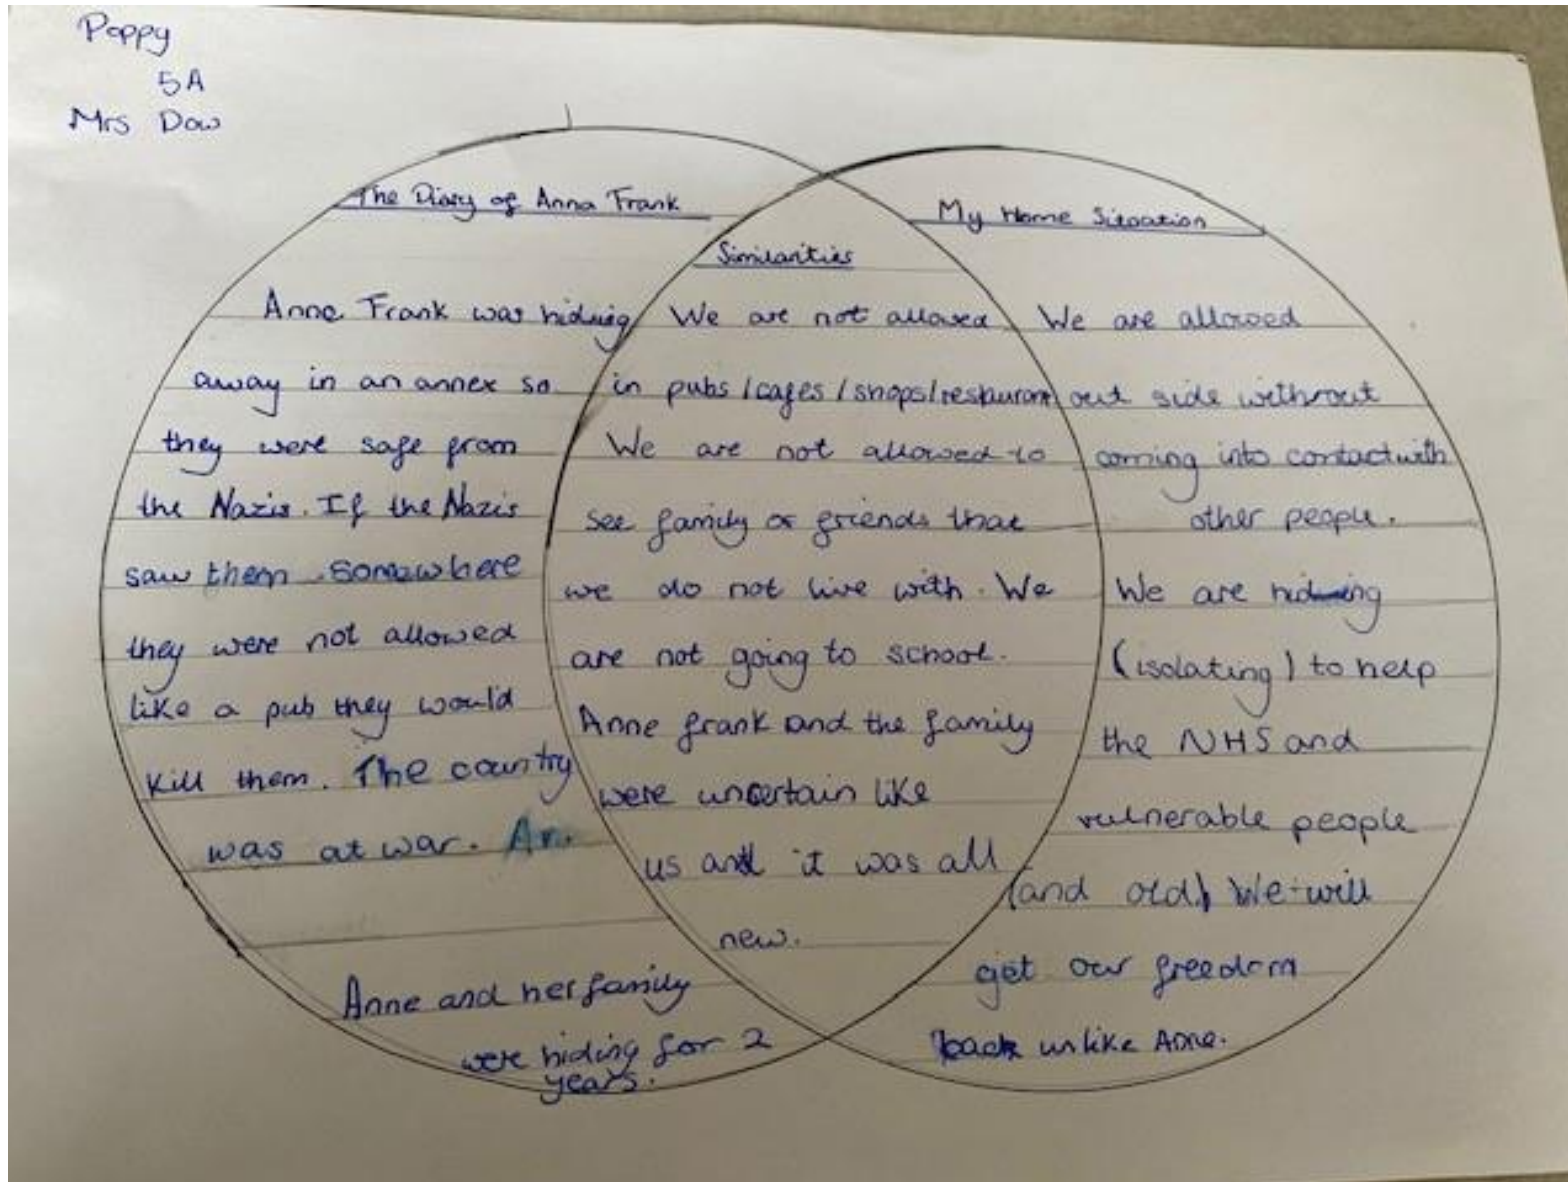 Poppy
5A
Mrs Dow
The Diary of Anna Frank
Anne Frank was hiding
away in an annex so
they were safe from
the Nazis. If the Nazis
saw them somewhere
they were not allowed
like a pub they would
kill them. The country
was at war. An.
Anne and her family
were hiding for 2
years.
Similarities
We are not allowed
in pubs/cafes/shops/restaurant
We are not allowed to
see family or friends that
we do not live with. We
are not going to school.
Anne frank and the family
were uncertain like
us and it was all
new.
My Home Situation
We are allowed
out side without
coming into contact with
other people.
We are hiding
(isolating) to help
the NHS and
vulnerable people
(and old) We will
get our freedom
back unlike Anne.